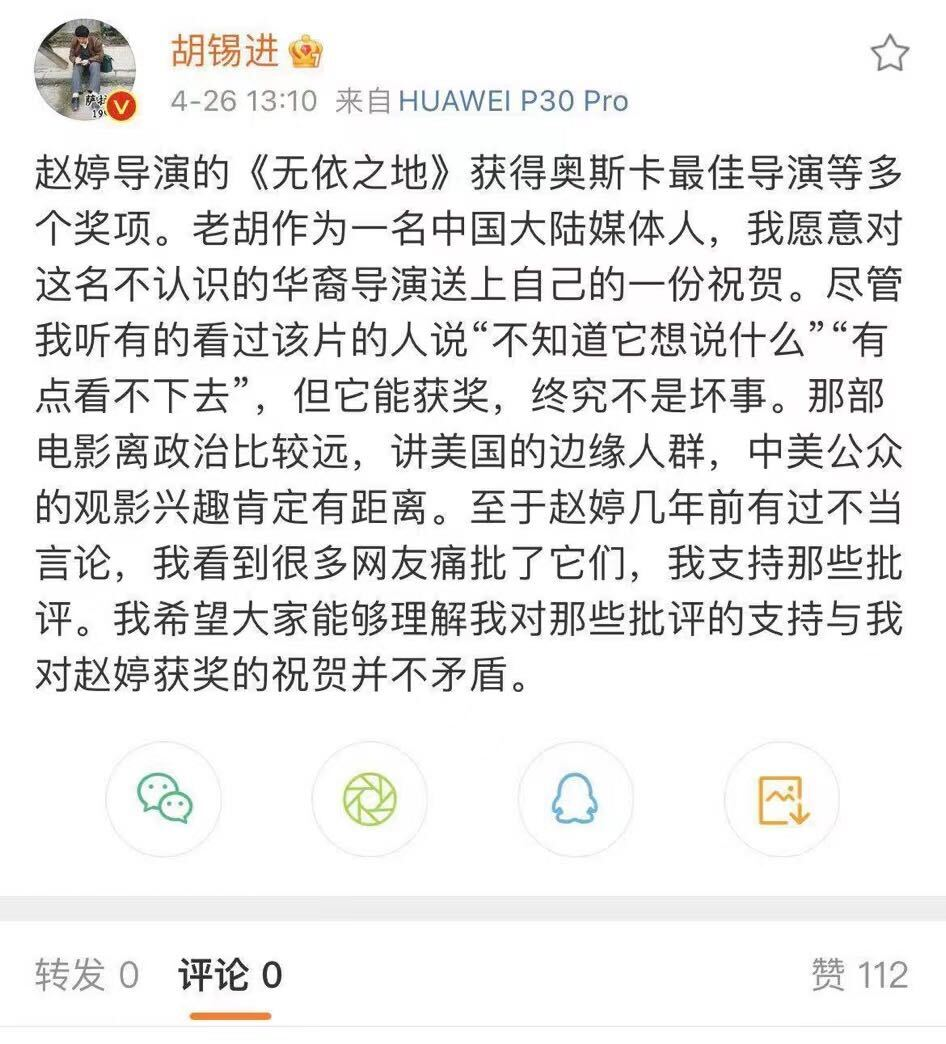 胡锡进
4-26 13:10 来自 HUAWEI P30 Pro
赵婷导演的《无依之地》获得奥斯卡最佳导演等多
个奖项。老胡作为一名中国大陆媒体人，我愿意对
这名不认识的华裔导演送上自己的一份祝贺。尽管
我听有的看过该片的人说“不知道它想说什么”“有
点看不下去”，但它能获奖，终究不是坏事。那部
电影离政治比较远，讲美国的边缘人群，中美公众
的观影兴趣肯定有距离。至于赵婷几年前有过不当
言论，我看到很多网友痛批了它们，我支持那些批
评。我希望大家能够理解我对那些批评的支持与我
对赵婷获奖的祝贺并不矛盾。
转发 0 评论 0 赞 112